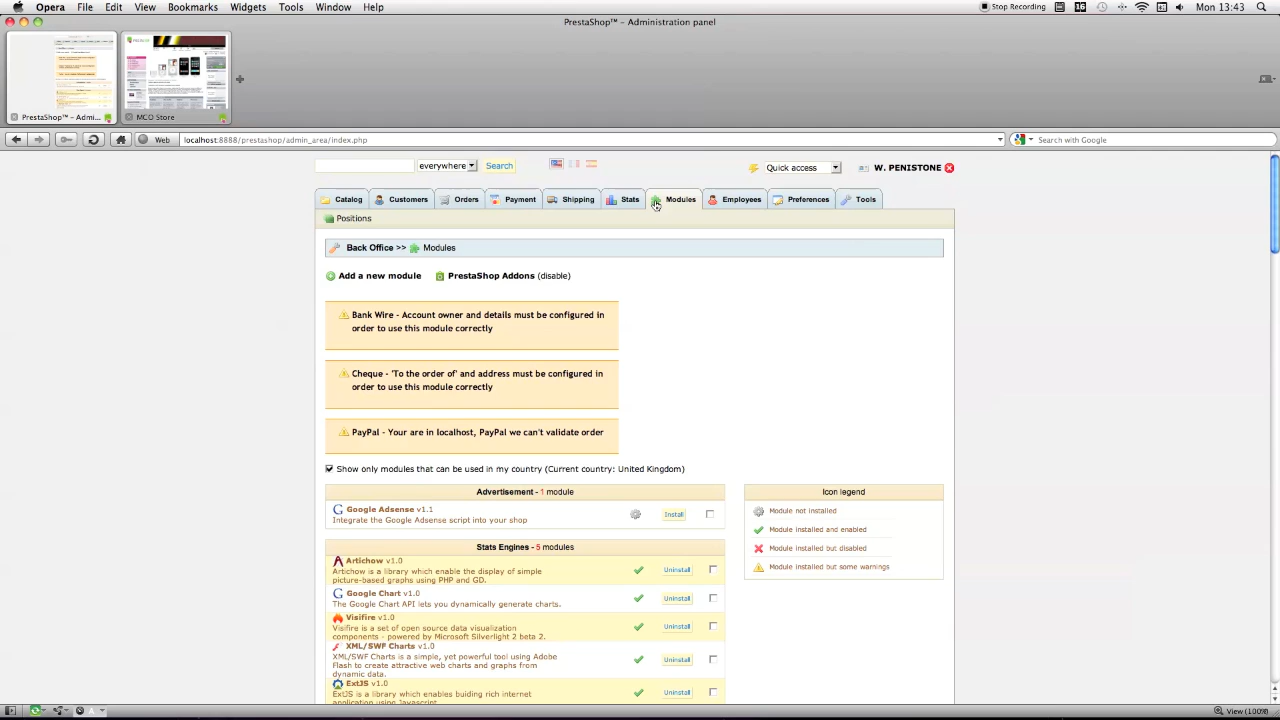 Opera File Edit View Bookmarks Widgets Tools Window Help
Stop Recording 16 Mon 13:43
PrestaShop™ – Administration panel
PrestaShop™ – Admi...
MCO Store
Web
localhost:8888/prestashop/admin_area/index.php
Search with Google
everywhere
Search
Quick access
W. PENISTONE
Catalog
Customers
Orders
Payment
Shipping
Stats
Modules
Employees
Preferences
Tools
Positions
Back Office >> Modules
Add a new module
PrestaShop Addons (disable)
Bank Wire - Account owner and details must be configured in
order to use this module correctly
Cheque - 'To the order of' and address must be configured in
order to use this module correctly
PayPal - Your are in localhost, PayPal we can't validate order
Show only modules that can be used in my country (Current country: United Kingdom)
Advertisement - 1 module
Google Adsense v1.1
Integrate the Google Adsense script into your shop
Install
Stats Engines - 5 modules
Artichow v1.0
Artichow is a library which enable the display of simple
picture-based graphs using PHP and GD.
Uninstall
Google Chart v1.0
The Google Chart API lets you dynamically generate charts.
Uninstall
Visifire v1.0
Visifire is a set of open source data visualization
components - powered by Microsoft Silverlight 2 beta 2.
Uninstall
XML/SWF Charts v1.0
XML/SWF Charts is a simple, yet powerful tool using Adobe
Flash to create attractive web charts and graphs from
dynamic data.
Uninstall
ExtJS v1.0
ExtJS is a library which enables buiding rich internet
application using Javascript.
Uninstall
Icon legend
Module not installed
Module installed and enabled
Module installed but disabled
Module installed but some warnings
View (100%)